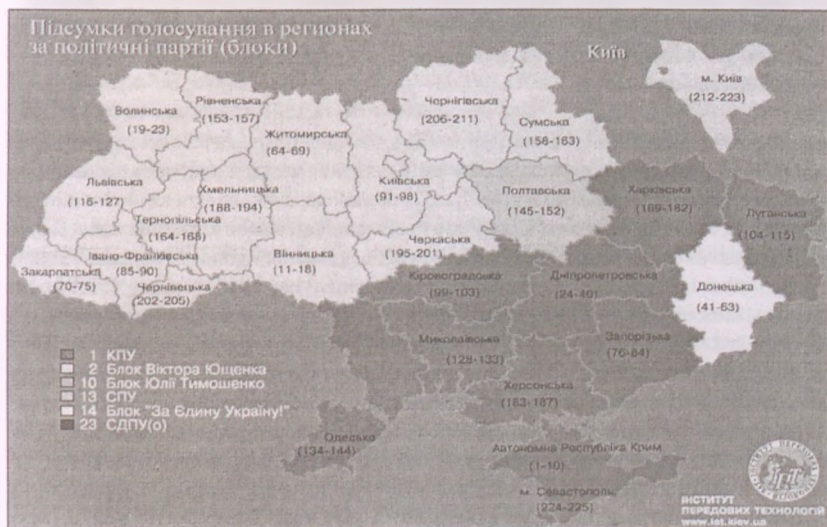 Підсумки голосування в регионах
за політичні партії (блоки)
Київ
м. Київ
(212-223)
Волинська
(19-23)
Рівненська
(153-157)
Житомирська
(64-69)
Чернігівська
(206-211)
Сумська
(158-163)
Львівська
(116-127)
Хмельницька
(188-194)
Київська
(91-98)
Полтавська
(145-152)
Харківська
Луганська
(104-115)
Тернопільська
(164-168)
Черкаська
(195-201)
Івано-Франківська
(85-90)
Вінницька
(11-18)
Закарпатська
(70-75)
Чернівецька
(202-205)
Кіровоградська
(99-103)
Дніпропетровська
(24-40)
Донецька
(41-63)
Миколаївська
(128-133)
Запорізька
(76-84)
Херсонська
(183-187)
Одеська
(134-144)
Автономна Республіка Крим
(1-10)
м. Севастополь
(224-225)
1 КПУ
2 Блок Віктора Ющенка
10 Блок Юлії Тимошенко
13 СПУ
14 Блок "За Єдину Україну!"
23 СДПУ(о)
ІНСТИТУТ
ПЕРЕДОВИХ ТЕХНОЛОГІЙ
www.iat.kiev.ua